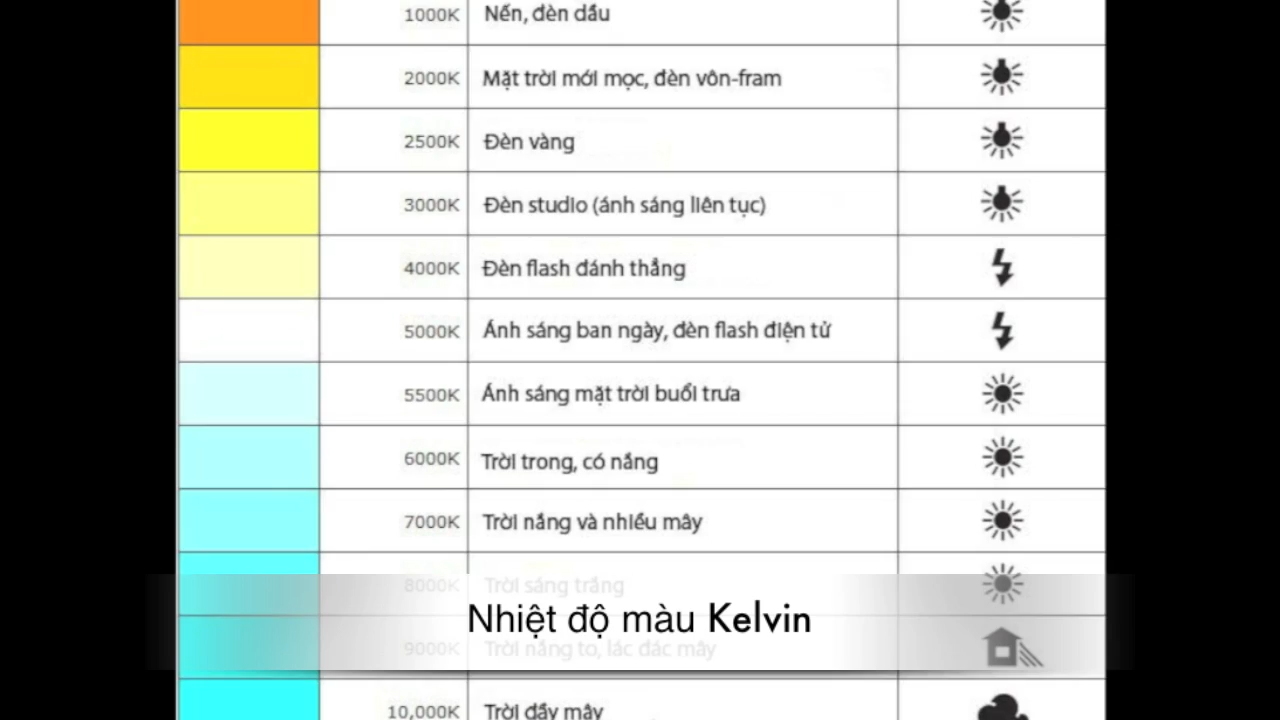 1000K Nến, đèn dầu
2000K Mặt trời mới mọc, đèn vôn-fram
2500K Đèn vàng
3000K Đèn studio (ánh sáng liên tục)
4000K Đèn flash đánh thẳng
5000K Ánh sáng ban ngày, đèn flash điện tử
5500K Ánh sáng mặt trời buổi trưa
6000K Trời trong, có nắng
7000K Trời nắng và nhiều mây
8000K Trời sáng trắng
Nhiệt độ màu Kelvin
9000K Trời nắng to, lác đác mây
10,000K Trời đầy mây